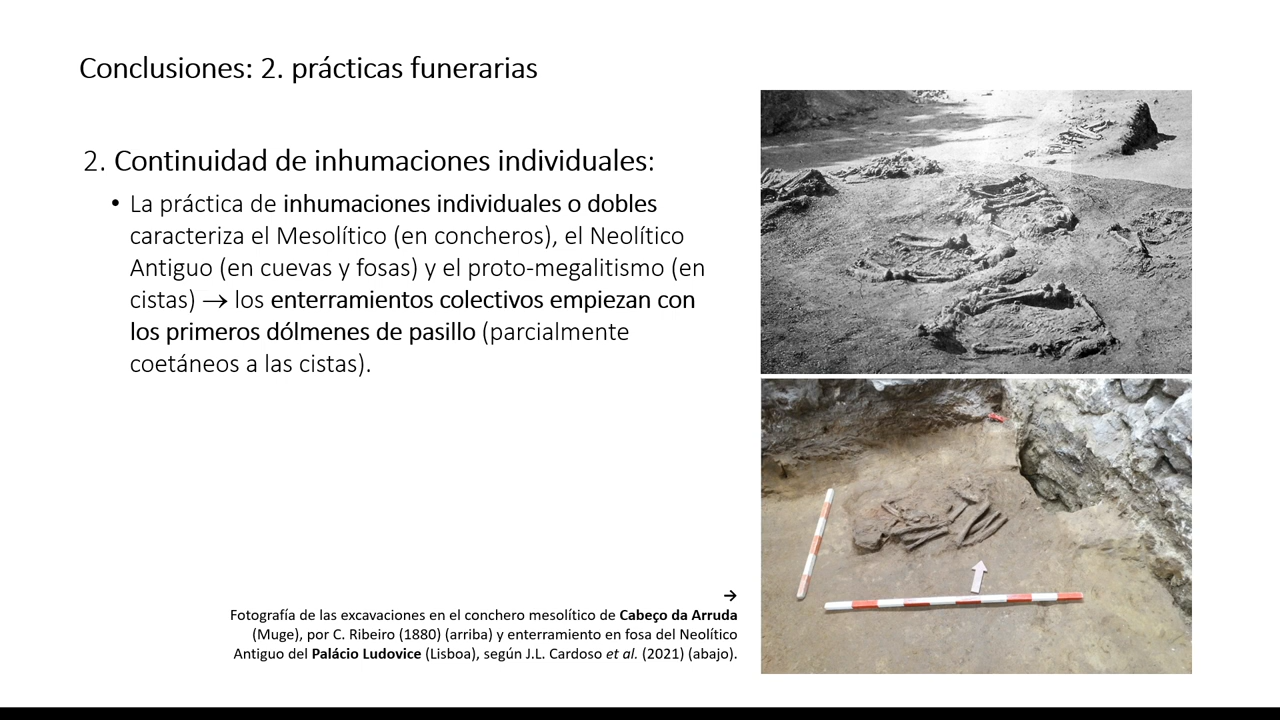 Conclusiones: 2. prácticas funerarias
2. Continuidad de inhumaciones individuales:
• La práctica de inhumaciones individuales o dobles
caracteriza el Mesolítico (en concheros), el Neolítico
Antiguo (en cuevas y fosas) y el proto-megalitismo (en
cistas) → los enterramientos colectivos empiezan con
los primeros dólmenes de pasillo (parcialmente
coetáneos a las cistas).
→
Fotografía de las excavaciones en el conchero mesolítico de Cabeço da Arruda
(Muge), por C. Ribeiro (1880) (arriba) y enterramiento en fosa del Neolítico
Antiguo del Palácio Ludovice (Lisboa), según J.L. Cardoso et al. (2021) (abajo).